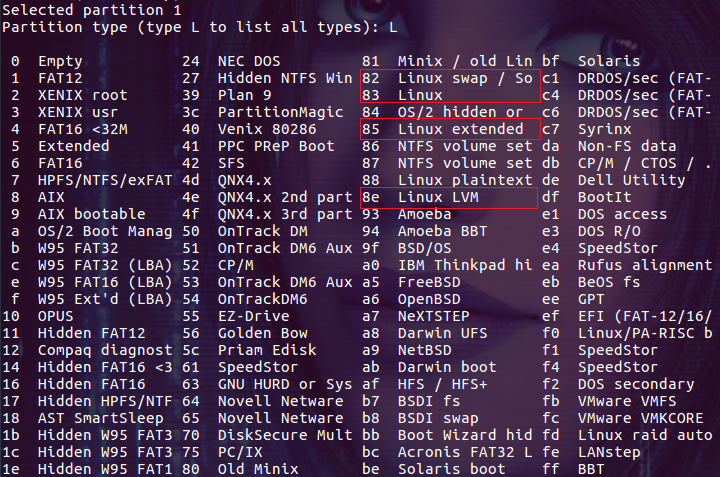 Selected partition 1
Partition type (type L to list all types): L
0 Empty 24 NEC DOS 81 Minix / old Lin bf Solaris
1 FAT12 27 Hidden NTFS Win 82 Linux swap / So c1 DRDOS/sec (FAT-
2 XENIX root 39 Plan 9 83 Linux c4 DRDOS/sec (FAT-
3 XENIX usr 3c PartitionMagic 84 OS/2 hidden or c6 DRDOS/sec (FAT-
4 FAT16 <32M 40 Venix 80286 85 Linux extended c7 Syrinx
5 Extended 41 PPC PReP Boot 86 NTFS volume set da Non-FS data
6 FAT16 42 SFS 87 NTFS volume set db CP/M / CTOS / .
7 HPFS/NTFS/exFAT 4d QNX4.x 88 Linux plaintext de Dell Utility
8 AIX 4e QNX4.x 2nd part 8e Linux LVM df BootIt
9 AIX bootable 4f QNX4.x 3rd part 93 Amoeba e1 DOS access
a OS/2 Boot Manag 50 OnTrack DM 94 Amoeba BBT e3 DOS R/O
b W95 FAT32 51 OnTrack DM6 Aux 9f BSD/OS e4 SpeedStor
c W95 FAT32 (LBA) 52 CP/M a0 IBM Thinkpad hi ea Rufus alignment
e W95 FAT16 (LBA) 53 OnTrack DM6 Aux a5 FreeBSD eb BeOS fs
f W95 Ext'd (LBA) 54 OnTrackDM6 a6 OpenBSD ee GPT
10 OPUS 55 EZ-Drive a7 NeXTSTEP ef EFI (FAT-12/16/
11 Hidden FAT12 56 Golden Bow a8 Darwin UFS f0 Linux/PA-RISC b
12 Compaq diagnost 5c Priam Edisk a9 NetBSD f1 SpeedStor
14 Hidden FAT16 <3 61 SpeedStor ab Darwin boot f4 SpeedStor
16 Hidden FAT16 63 GNU HURD or Sys af HFS / HFS+ f2 DOS secondary
17 Hidden HPFS/NTF 64 Novell Netware b7 BSDI fs fb VMware VMFS
18 AST SmartSleep 65 Novell Netware b8 BSDI swap fc VMware VMKCORE
1b Hidden W95 FAT3 70 DiskSecure Mult bb Boot Wizard hid fd Linux raid auto
1c Hidden W95 FAT3 75 PC/IX bc Acronis FAT32 L fe LANstep
1e Hidden W95 FAT1 80 Old Minix be Solaris boot ff BBT